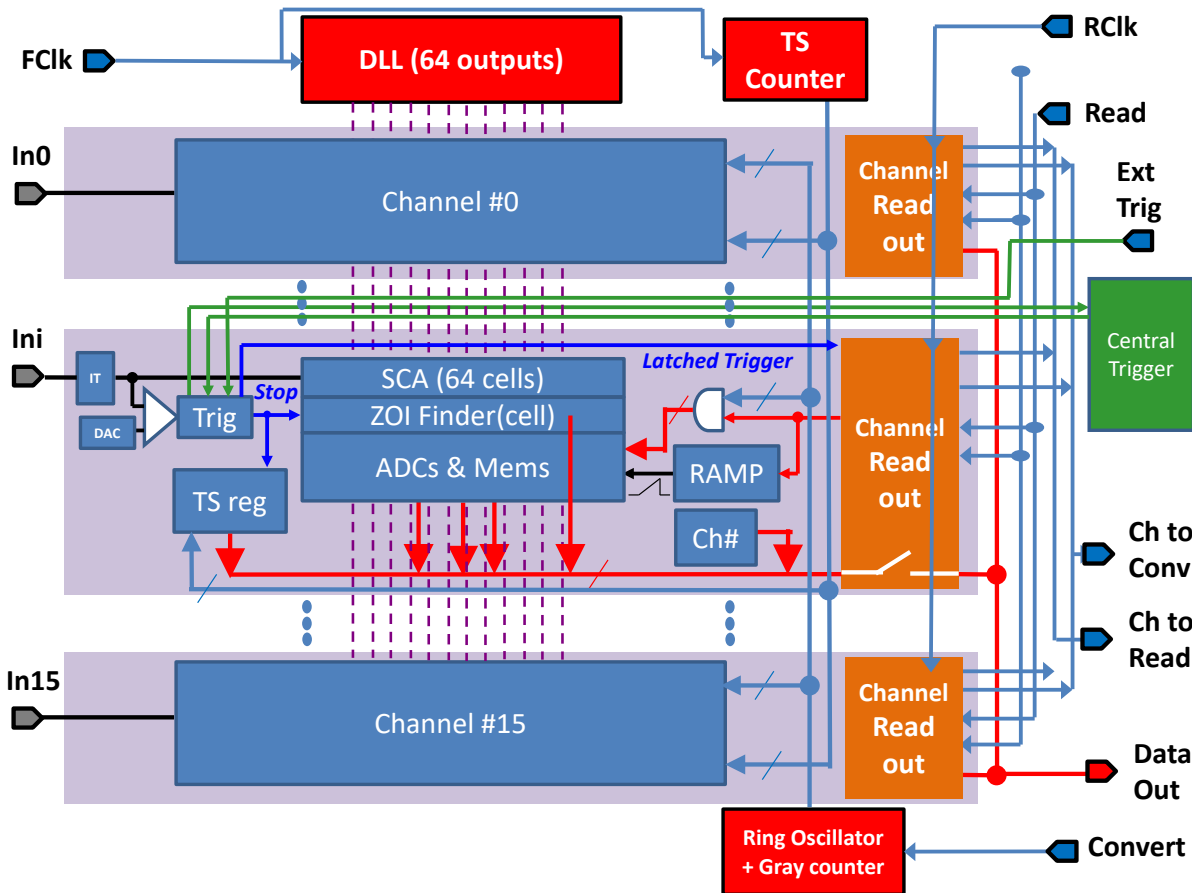 FClk
DLL (64 outputs)
TS
Counter
RClk
Read
In0
Channel #0
Channel
Read
out
Ext
Trig
Ini
IT
DAC
Trig
Stop
Latched Trigger
SCA (64 cells)
ZOI Finder(cell)
ADCs & Mems
TS reg
RAMP
Ch#
Channel
Read
out
Central
Trigger
Ch to
Conv
Ch to
Read
In15
Channel #15
Channel
Read
out
Data
Out
Ring Oscillator
+ Gray counter
Convert